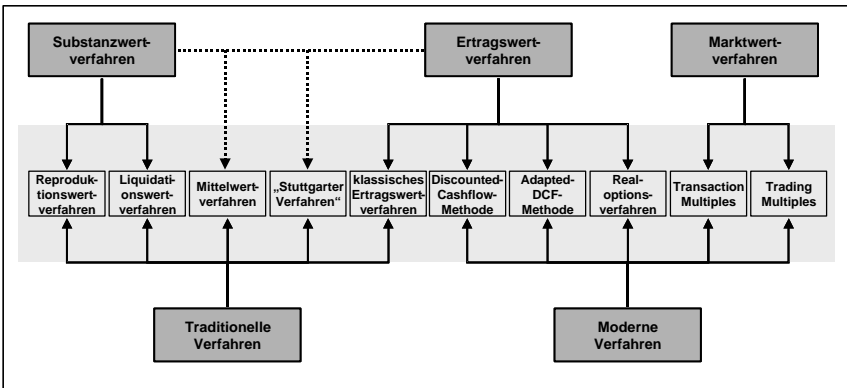 Substanzwert-
verfahren
Ertragswert-
verfahren
Marktwert-
verfahren
Reproduk-
tionswert-
verfahren
Liquidati-
onswert-
verfahren
Mittelwert-
verfahren
„Stuttgarter
Verfahren“
klassisches
Ertragswert-
verfahren
Discounted-
Cashflow-
Methode
Adapted-
DCF-
Methode
Real-
options-
verfahren
Transaction
Multiples
Trading
Multiples
Traditionelle
Verfahren
Moderne
Verfahren